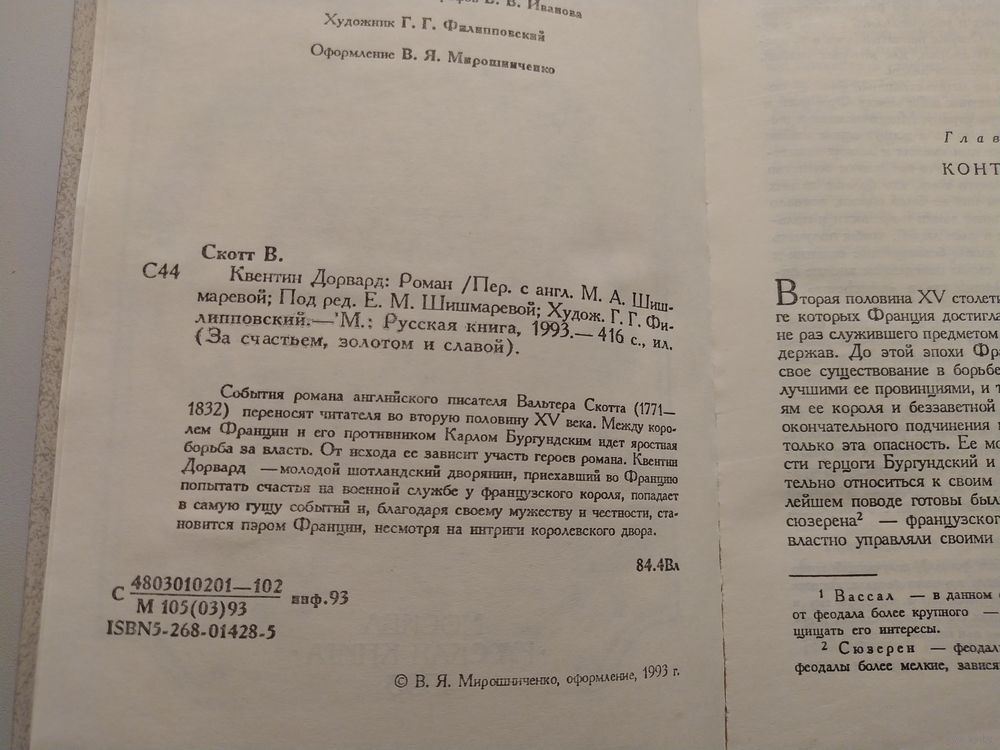 В. В. Иванова
Художник Г. Г. Филипповский
Оформление В. Я. Мирошниченко
Скотт В.
С44
Квентин Дорвард: Роман /Пер. с англ. М. А. Шиш-
маревой; Под ред. Е. М. Шишмаревой; Худож. Г. Г. Фи-
липповский.— М.: Русская книга, 1993.— 416 с., ил.
(За счастьем, золотом и славой).
События романа английского писателя Вальтера Скотта (1771—
1832) переносят читателя во вторую половину XV века. Между коро-
лем Франции и его противником Карлом Бургундским идет яростная
борьба за власть. От исхода ее зависит участь героев романа. Квентин
Дорвард —молодой шотландский дворянин, приехавший во Францию
попытать счастья на военной службе у французского короля, попадает
в самую гущу событий и, благодаря своему мужеству и честности, ста-
новится пэром Франции, несмотря на интриги королевского двора.
84.4Вл
С 4803010201—102
М 105(03)93
инф.93
ISBN5-268-01428-5
© В. Я. Мирошниченко, оформление, 1993 г.
Глав
КОНТ
Вторая половина XV столети
ге которых Франция достигла
не раз служившего предметом
держав. До этой эпохи Фра
свое существование в борьбе
лучшими ее провинциями, и т
ям ее короля и беззаветной
окончательного подчинения
только эта опасность. Ее мо
сти герцоги Бургундский и
тельно относиться к своим
лейшем поводе готовы был
сюзерена² — французског
властно управляли своими
¹ Вассал — в данном
от феодала более крупного —
щищать его интересы.
² Сюзерен — феодал
феодалы более мелкие, завися